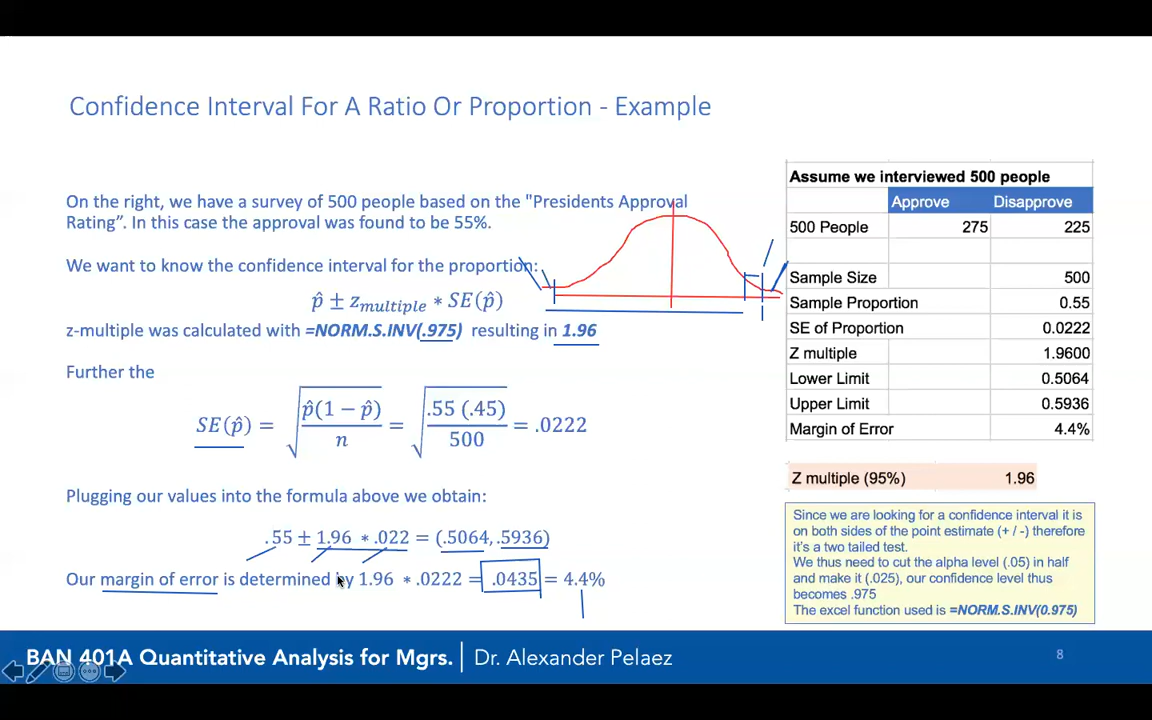 Confidence Interval For A Ratio Or Proportion - Example
On the right, we have a survey of 500 people based on the "Presidents Approval
Rating”. In this case the approval was found to be 55%.
We want to know the confidence interval for the proportion:
p̂ ± z_multiple * SE(p̂)
z-multiple was calculated with =NORM.S.INV(.975) resulting in 1.96
Further the
SE(p̂) = √(p̂(1 − p̂)/n) = √(.55 (.45)/500) = .0222
Plugging our values into the formula above we obtain:
.55 ± 1.96 * .022 = (.5064, .5936)
Our margin of error is determined by 1.96 * .0222 = .0435 = 4.4%
Assume we interviewed 500 people
Approve Disapprove
500 People 275 225
Sample Size 500
Sample Proportion 0.55
SE of Proportion 0.0222
Z multiple 1.9600
Lower Limit 0.5064
Upper Limit 0.5936
Margin of Error 4.4%
Z multiple (95%) 1.96
Since we are looking for a confidence interval it is
on both sides of the point estimate (+ / -) therefore
it's a two tailed test.
We thus need to cut the alpha level (.05) in half
and make it (.025), our confidence level thus
becomes .975
The excel function used is =NORM.S.INV(0.975)
BAN 401A Quantitative Analysis for Mgrs. Dr. Alexander Pelaez
8